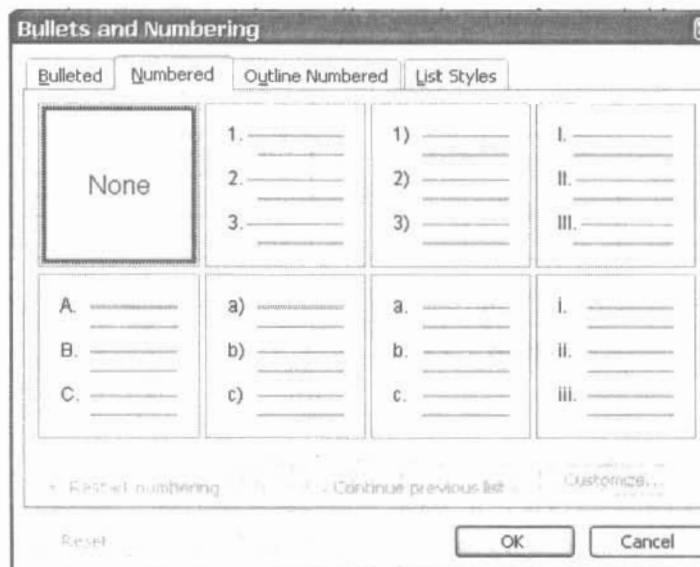 Bullets and Numbering
Bulleted Numbered Outline Numbered List Styles
None
1.
2.
3.
1)
2)
3)
I.
II.
III.
A.
B.
C.
a)
b)
c)
a.
b.
c.
i.
ii.
iii.
Restart numbering Continue previous list Customize...
Reset OK Cancel